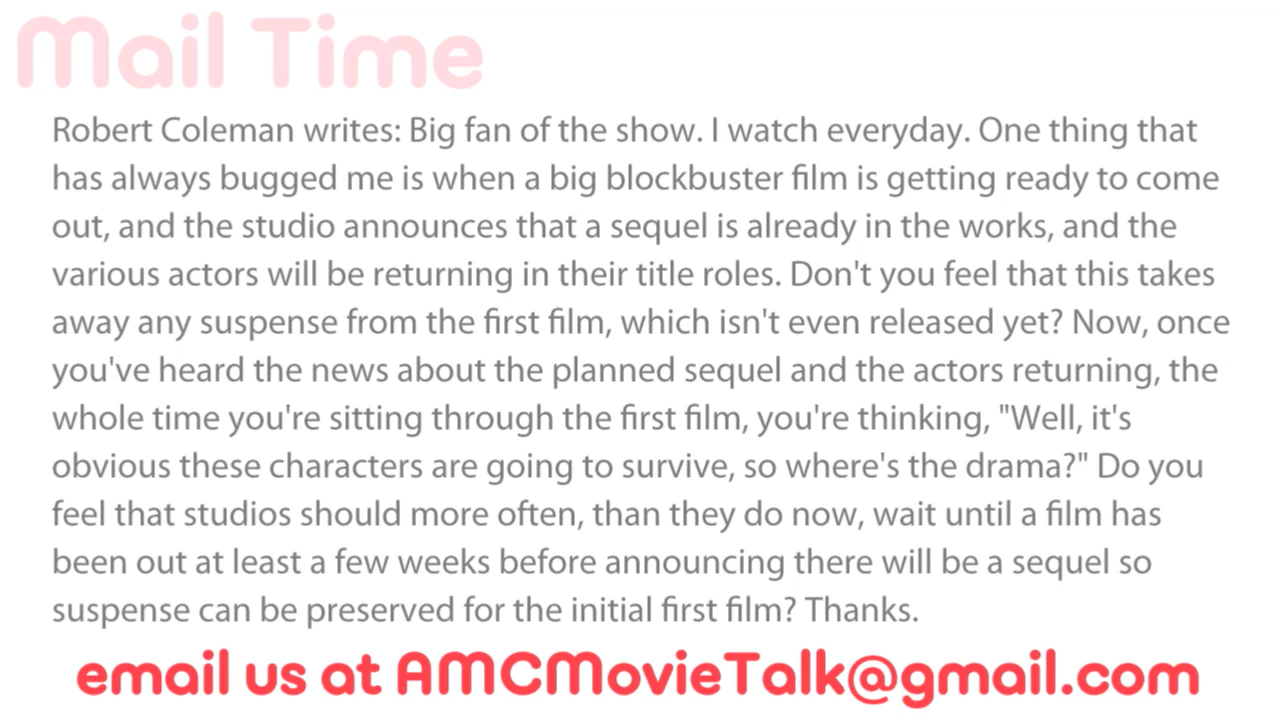 Mail Time
Robert Coleman writes: Big fan of the show. I watch everyday. One thing that
has always bugged me is when a big blockbuster film is getting ready to come
out, and the studio announces that a sequel is already in the works, and the
various actors will be returning in their title roles. Don't you feel that this takes
away any suspense from the first film, which isn't even released yet? Now, once
you've heard the news about the planned sequel and the actors returning, the
whole time you're sitting through the first film, you're thinking, "Well, it's
obvious these characters are going to survive, so where's the drama?" Do you
feel that studios should more often, than they do now, wait until a film has
been out at least a few weeks before announcing there will be a sequel so
suspense can be preserved for the initial first film? Thanks.
email us at AMCMovieTalk@gmail.com